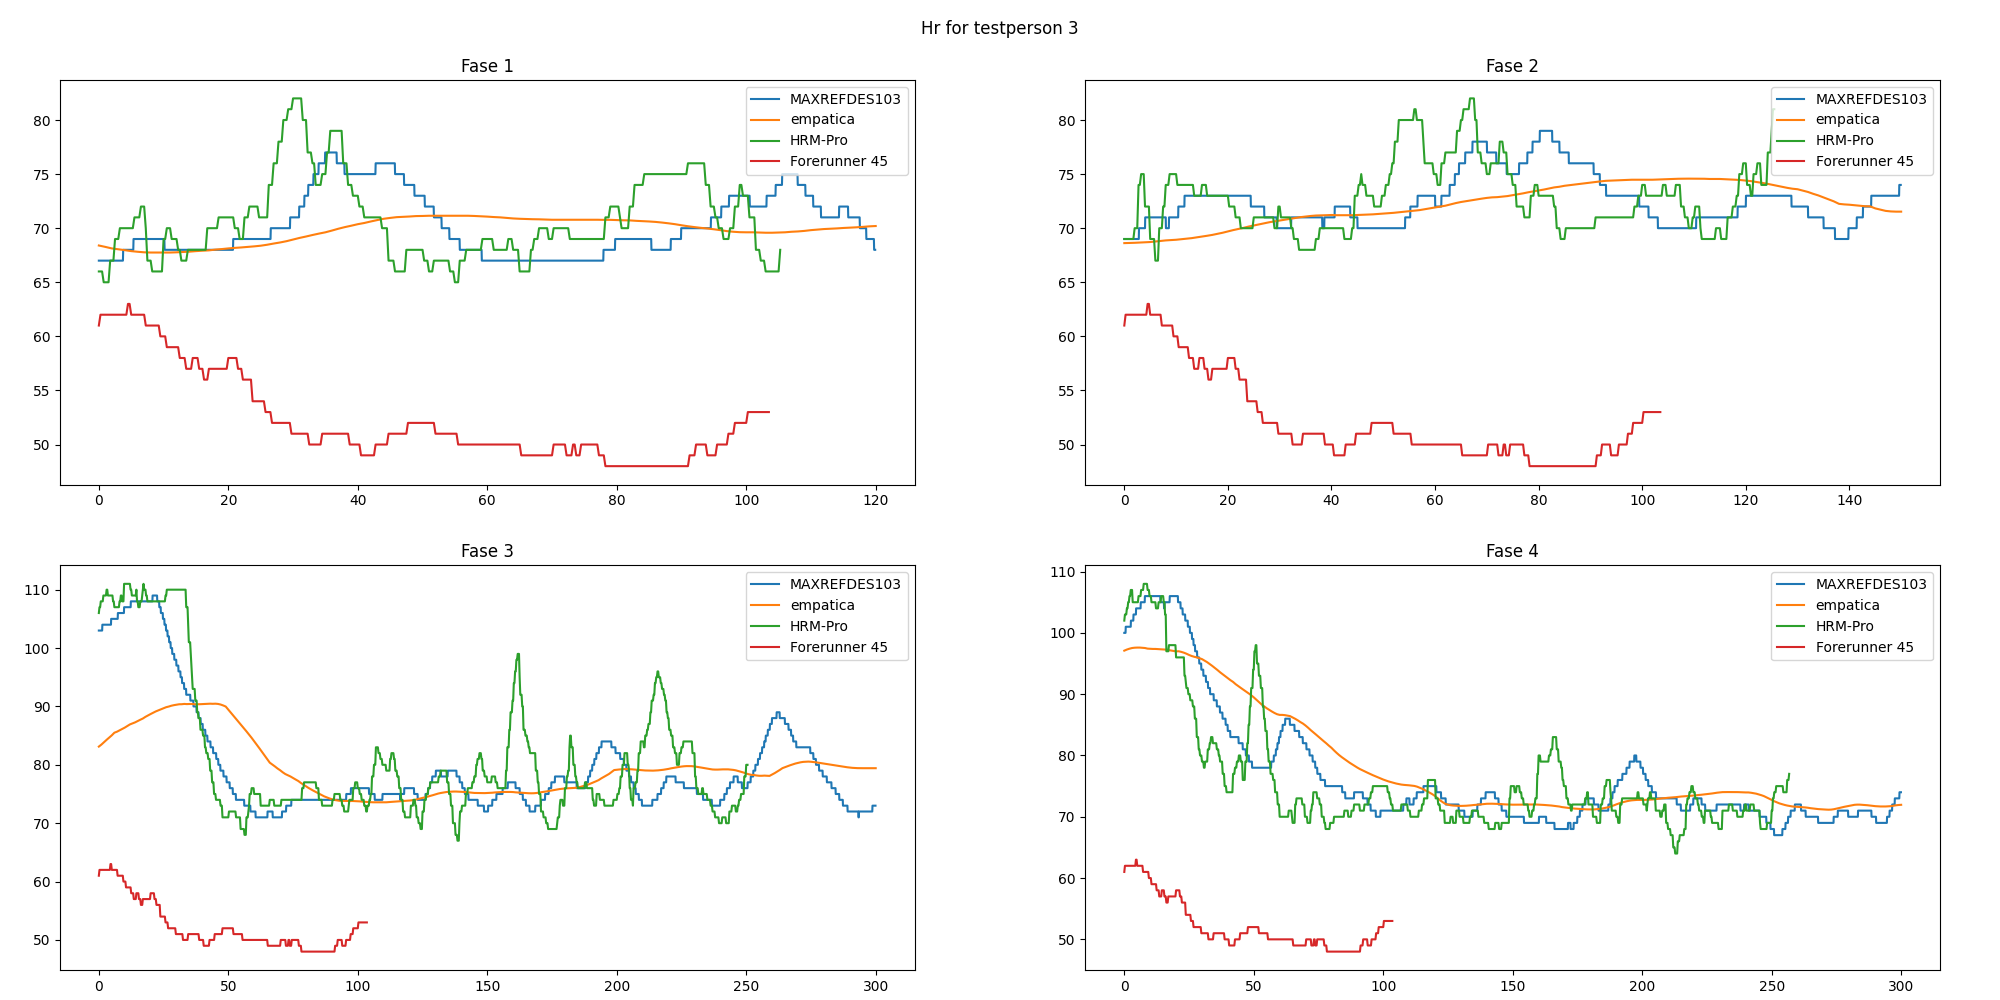 Hr for testperson 3
Fase 1
MAXREFDES103
empatica
HRM-Pro
Forerunner 45
80
75
70
65
60
55
50
0 20 40 60 80 100 120
Fase 2
MAXREFDES103
empatica
HRM-Pro
Forerunner 45
80
75
70
65
60
55
50
0 20 40 60 80 100 120 140
Fase 3
MAXREFDES103
empatica
HRM-Pro
Forerunner 45
110
100
90
80
70
60
50
0 50 100 150 200 250 300
Fase 4
MAXREFDES103
empatica
HRM-Pro
Forerunner 45
110
100
90
80
70
60
50
0 50 100 150 200 250 300